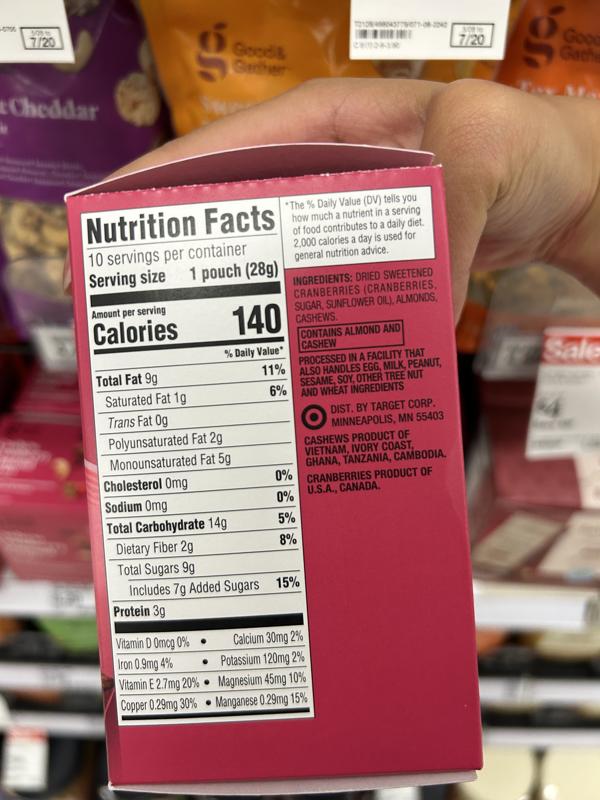 3/28 to
7/20
3/28 to
7/20
Good &
Gather
Good &
Gather
Cheddar
Sale
$4
Nutrition Facts
10 servings per container
Serving size 1 pouch (28g)
Amount per serving
Calories 140
% Daily Value*
Total Fat 9g 11%
Saturated Fat 1g 6%
Trans Fat 0g
Polyunsaturated Fat 2g
Monounsaturated Fat 5g
Cholesterol 0mg 0%
Sodium 0mg 0%
Total Carbohydrate 14g 5%
Dietary Fiber 2g 8%
Total Sugars 9g
Includes 7g Added Sugars 15%
Protein 3g
Vitamin D 0mcg 0% • Calcium 30mg 2%
Iron 0.9mg 4% • Potassium 120mg 2%
Vitamin E 2.7mg 20% • Magnesium 45mg 10%
Copper 0.29mg 30% • Manganese 0.29mg 15%
*The % Daily Value (DV) tells you
how much a nutrient in a serving
of food contributes to a daily diet.
2,000 calories a day is used for
general nutrition advice.
INGREDIENTS: DRIED SWEETENED
CRANBERRIES (CRANBERRIES,
SUGAR, SUNFLOWER OIL), ALMONDS,
CASHEWS.
CONTAINS ALMOND AND
CASHEW
PROCESSED IN A FACILITY THAT
ALSO HANDLES EGG, MILK, PEANUT,
SESAME, SOY, OTHER TREE NUT
AND WHEAT INGREDIENTS
DIST. BY TARGET CORP.
MINNEAPOLIS, MN 55403
CASHEWS PRODUCT OF
VIETNAM, IVORY COAST,
GHANA, TANZANIA, CAMBODIA.
CRANBERRIES PRODUCT OF
U.S.A., CANADA.